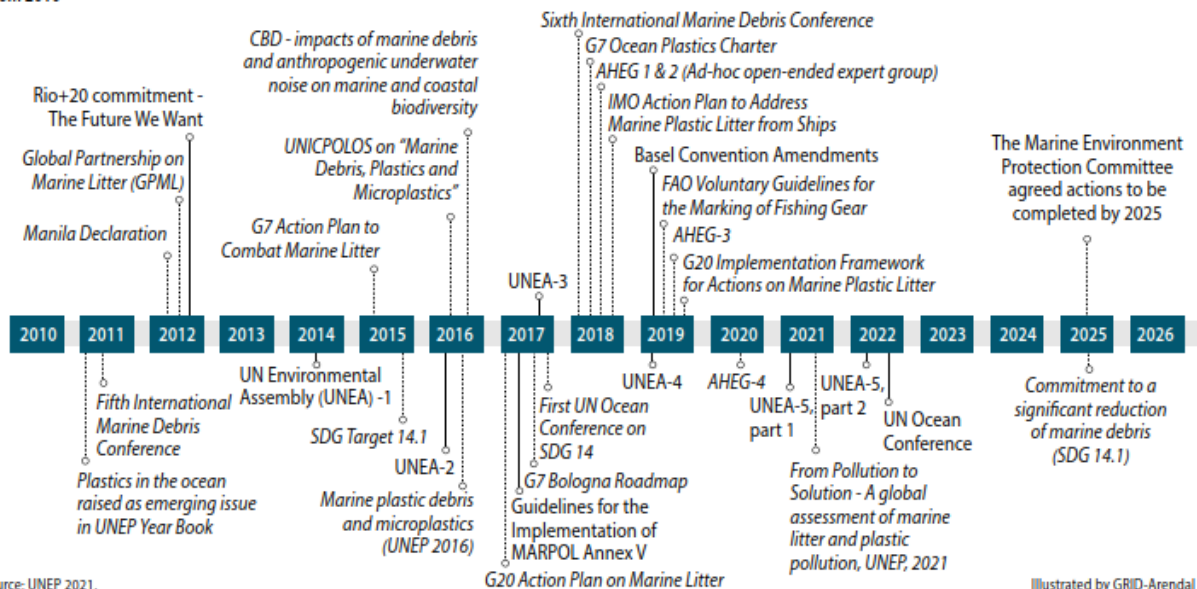 Sixth International Marine Debris Conference
G7 Ocean Plastics Charter
AHEG 1 & 2 (Ad-hoc open-ended expert group)
IMO Action Plan to Address
Marine Plastic Litter from Ships
CBD - impacts of marine debris
and anthropogenic underwater
noise on marine and coastal
biodiversity
Rio+20 commitment -
The Future We Want
Global Partnership on
Marine Litter (GPML)
Manila Declaration
UNICPOLOS on "Marine
Debris, Plastics and
Microplastics"
G7 Action Plan to
Combat Marine Litter
UNEA-3
Basel Convention Amendments
FAO Voluntary Guidelines for
the Marking of Fishing Gear
AHEG-3
G20 Implementation Framework
for Actions on Marine Plastic Litter
The Marine Environment
Protection Committee
agreed actions to be
completed by 2025
2010 2011 2012 2013 2014 2015 2016 2017 2018 2019 2020 2021 2022 2023 2024 2025 2026
Fifth International
Marine Debris
Conference
Plastics in the ocean
raised as emerging issue
in UNEP Year Book
UN Environmental
Assembly (UNEA) -1
SDG Target 14.1
UNEA-2
Marine plastic debris
and microplastics
(UNEP 2016)
First UN Ocean
Conference on
SDG 14
G7 Bologna Roadmap
Guidelines for the
Implementation of
MARPOL Annex V
G20 Action Plan on Marine Litter
UNEA-4
AHEG-4
UNEA-5,
part 1
UNEA-5,
part 2
UN Ocean
Conference
From Pollution to
Solution - A global
assessment of marine
litter and plastic
pollution, UNEP, 2021
Commitment to a
significant reduction
of marine debris
(SDG 14.1)
urce: UNEP 2021.
Illustrated by GRID-Arendal